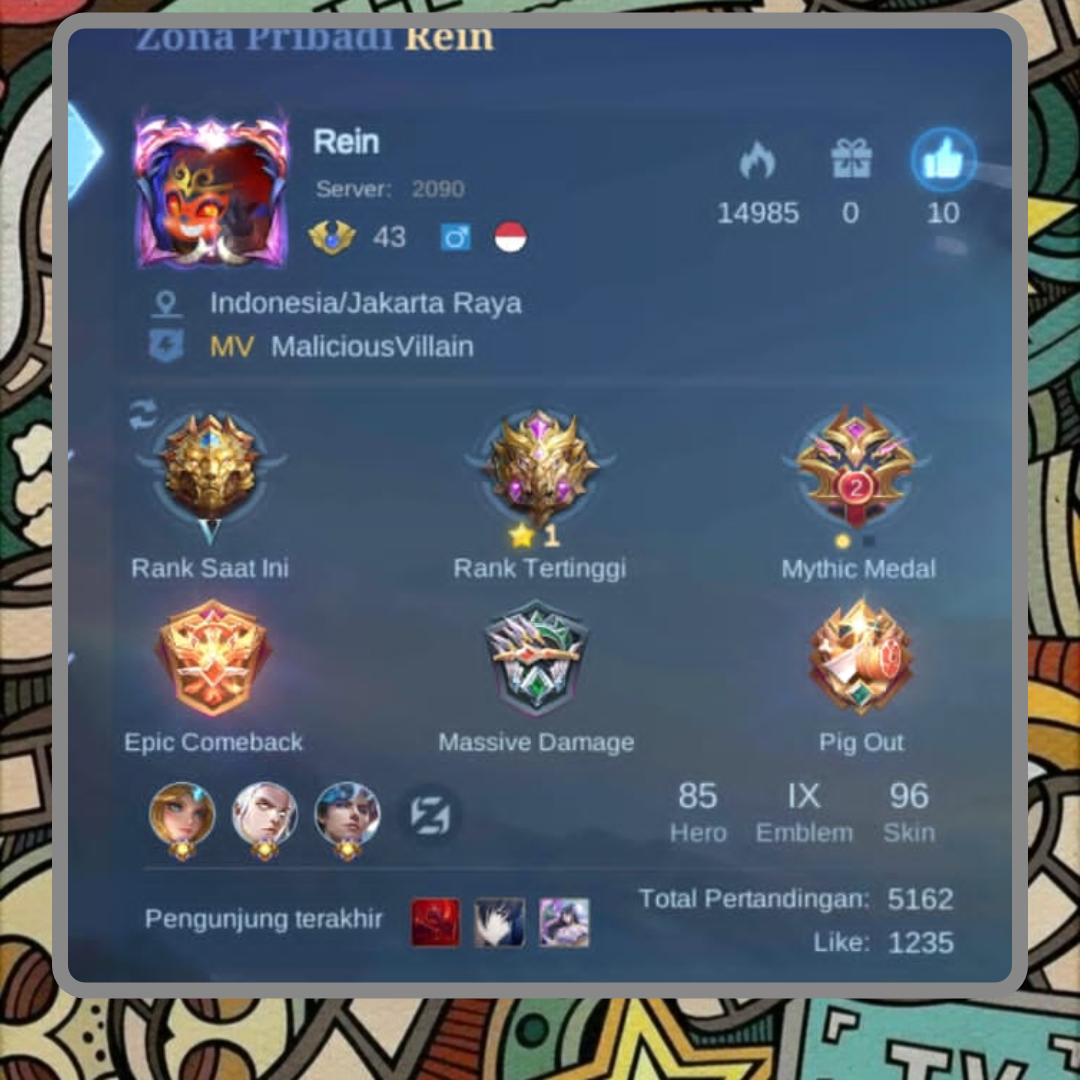 THE
Zona Pribadi Rein
Rein
Server: 2090
43
14985 0 10
Indonesia/Jakarta Raya
MV MaliciousVillain
V
1
2
Rank Saat Ini
Rank Tertinggi
Mythic Medal
Epic Comeback
Massive Damage
Pig Out
85 IX 96
Hero Emblem Skin
Pengunjung terakhir
Total Pertandingan: 5162
Like: 1235
TV